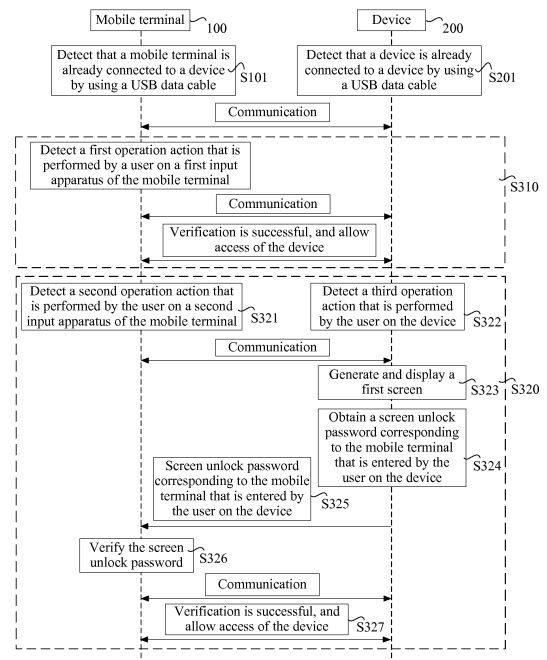 Mobile terminal
100
Device
200
Detect that a mobile terminal is
already connected to a device
by using a USB data cable
S101
Detect that a device is already
connected to a device by using
a USB data cable
S201
Communication
Detect a first operation action that is
performed by a user on a first input
apparatus of the mobile terminal
S310
Communication
Verification is successful, and allow
access of the device
Detect a second operation action that
is performed by the user on a second
input apparatus of the mobile terminal
S321
Detect a third operation
action that is performed
by the user on the device
S322
Communication
Generate and display a
first screen
S323
S320
Obtain a screen unlock
password corresponding
to the mobile terminal
that is entered by the
user on the device
S324
Screen unlock password
corresponding to the mobile
terminal that is entered by
the user on the device
S325
Verify the screen
unlock password
S326
Communication
Verification is successful, and
allow access of the device
S327